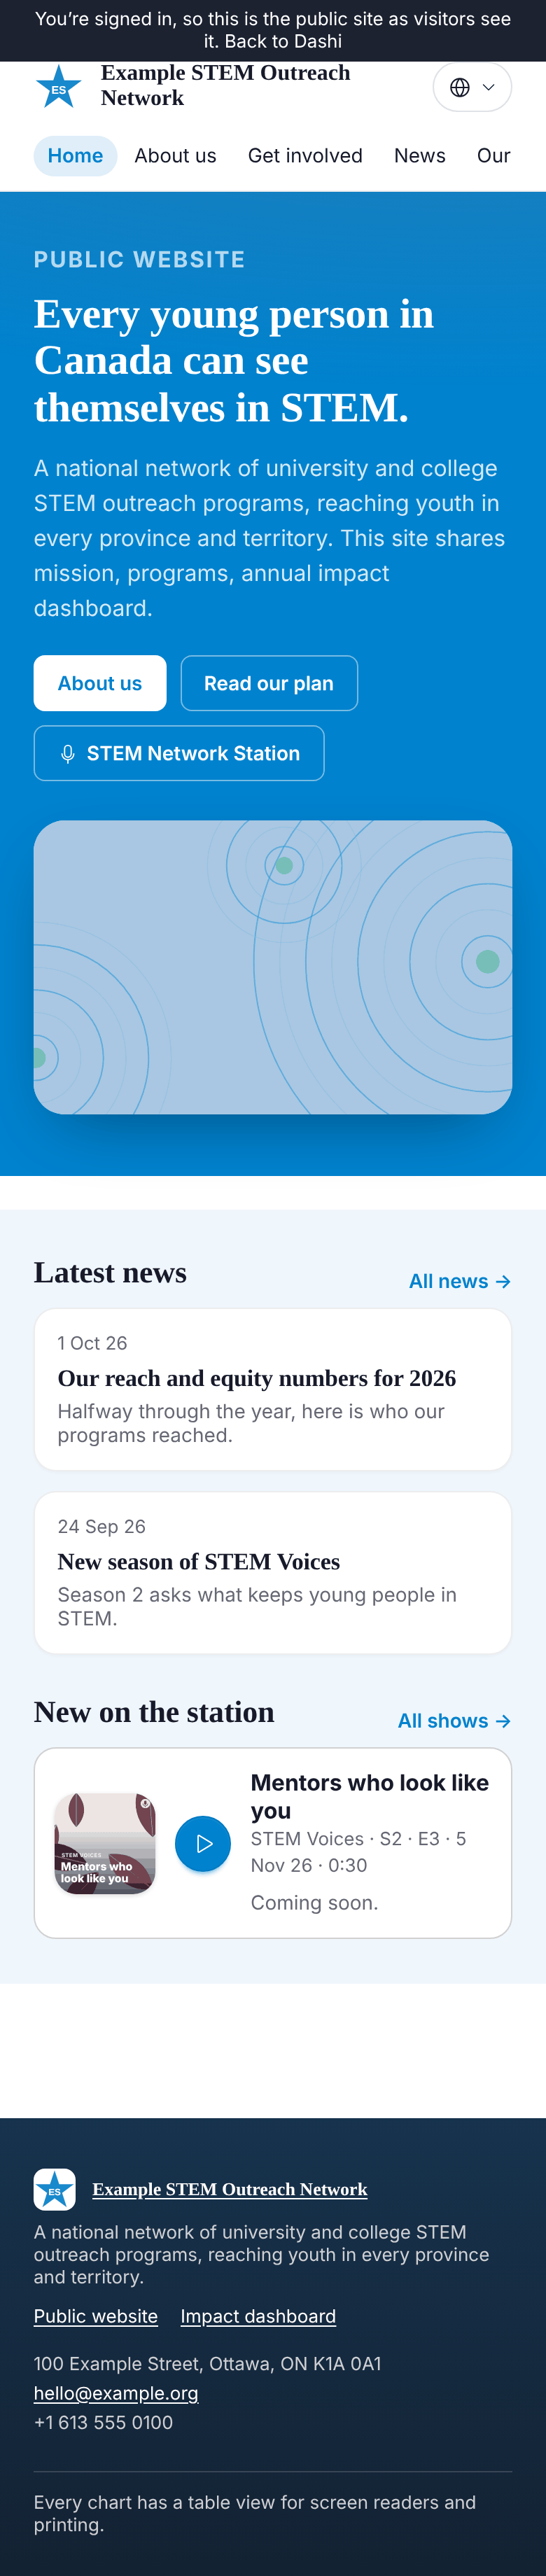 You’re signed in, so this is the public site as visitors see
it. Back to Dashi
ES
Example STEM Outreach
Network
Home
About us
Get involved
News
Our
PUBLIC WEBSITE
Every young person in
Canada can see
themselves in STEM.
A national network of university and college
STEM outreach programs, reaching youth in
every province and territory. This site shares
mission, programs, annual impact
dashboard.
About us
Read our plan
STEM Network Station
Latest news
All news →
1 Oct 26
Our reach and equity numbers for 2026
Halfway through the year, here is who our
programs reached.
24 Sep 26
New season of STEM Voices
Season 2 asks what keeps young people in
STEM.
New on the station
All shows →
STEM VOICES
Mentors who
look like you
Mentors who look like
you
STEM Voices · S2 · E3 · 5
Nov 26 · 0:30
Coming soon.
ES
Example STEM Outreach Network
A national network of university and college STEM
outreach programs, reaching youth in every province
and territory.
Public website
Impact dashboard
100 Example Street, Ottawa, ON K1A 0A1
hello@example.org
+1 613 555 0100
Every chart has a table view for screen readers and
printing.